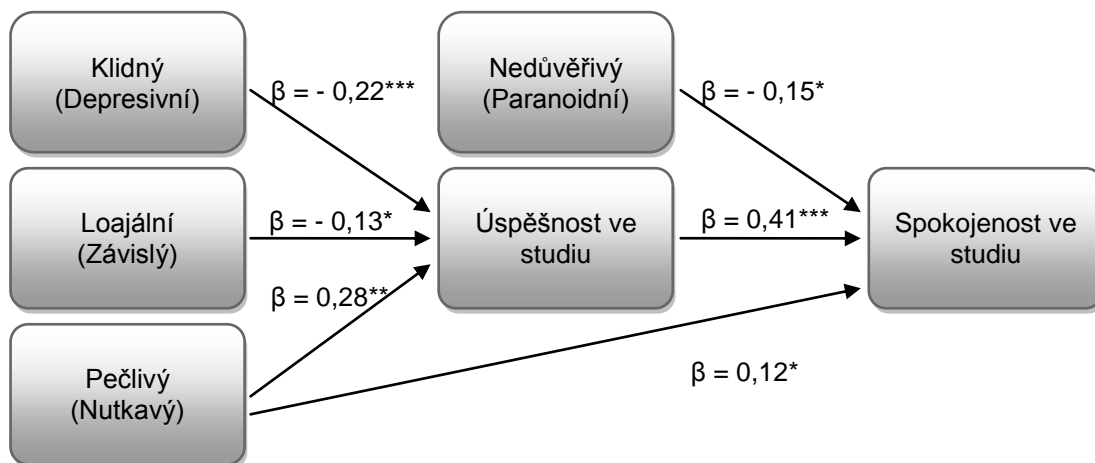 Klidný
(Depresivní)
β = - 0,22***
Nedůvěřivý
(Paranoidní)
β = - 0,15*
Loajální
(Závislý)
β = - 0,13*
Úspěšnost ve
studiu
β = 0,41***
Spokojenost ve
studiu
β = 0,28**
Pečlivý
(Nutkavý)
β = 0,12*